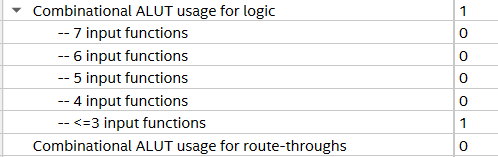 Combinational ALUT usage for logic 1
-- 7 input functions 0
-- 6 input functions 0
-- 5 input functions 0
-- 4 input functions 0
-- <=3 input functions 1
Combinational ALUT usage for route-throughs 0